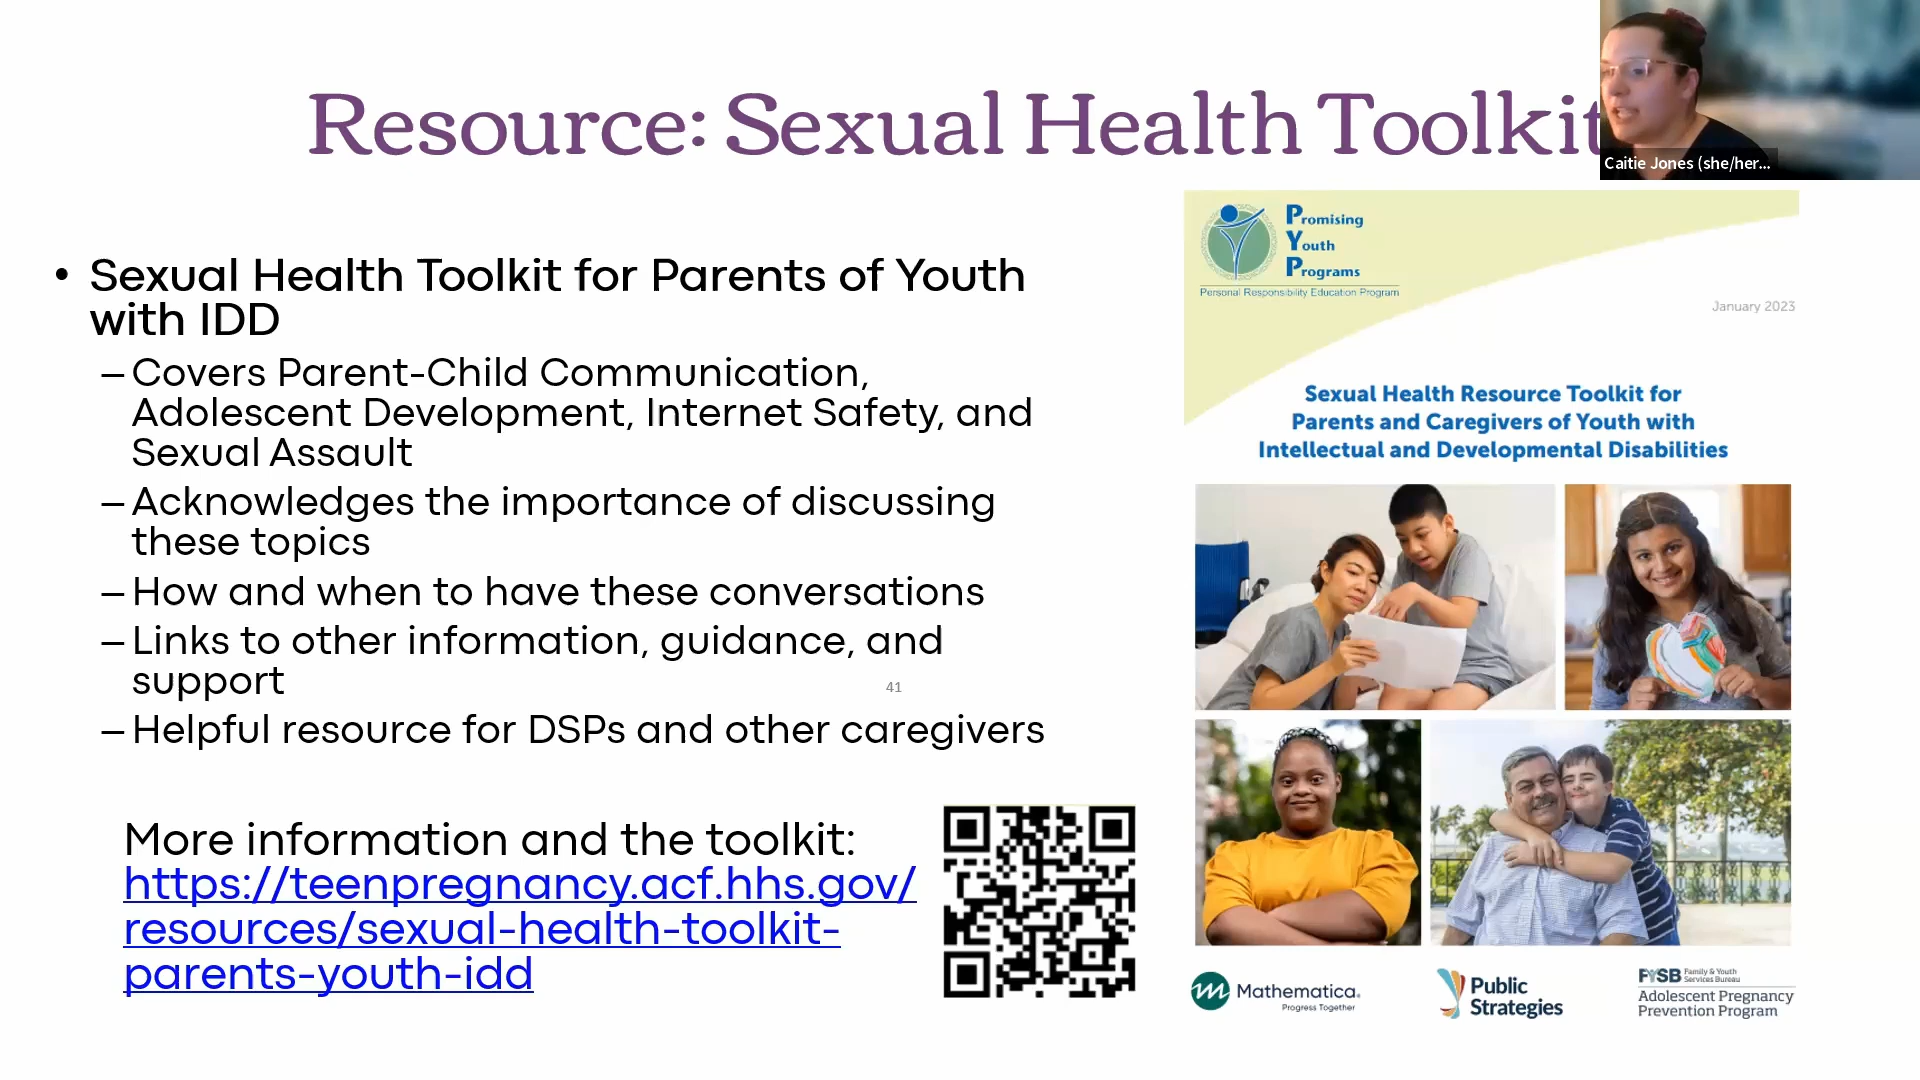 Resource: Sexual Health Toolkit
Caitie Jones (she/her...
• Sexual Health Toolkit for Parents of Youth
with IDD
– Covers Parent-Child Communication,
Adolescent Development, Internet Safety, and
Sexual Assault
– Acknowledges the importance of discussing
these topics
– How and when to have these conversations
– Links to other information, guidance, and
support
41
– Helpful resource for DSPs and other caregivers
More information and the toolkit:
https://teenpregnancy.acf.hhs.gov/
resources/sexual-health-toolkit-
parents-youth-idd
Promising
Youth
Programs
Personal Responsibility Education Program
January 2023
Sexual Health Resource Toolkit for
Parents and Caregivers of Youth with
Intellectual and Developmental Disabilities
Mathematica®
Progress Together
Public
Strategies
FYSB Family & Youth
Services Bureau
Adolescent Pregnancy
Prevention Program